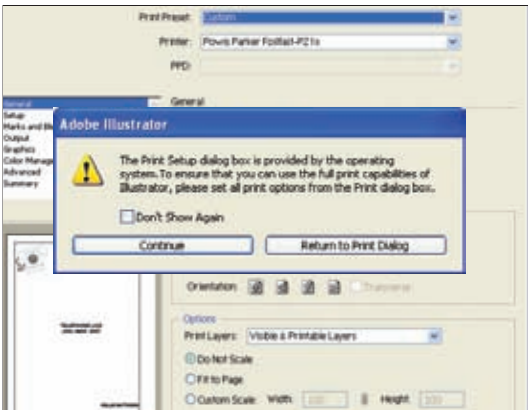 Print Preset: Custom
Printer: Powis Parker Foilfast-P21s
PPD:
General
General
Setup
Marks and Ble
Output
Graphics
Color Manage
Advanced
Summary
Adobe Illustrator
The Print Setup dialog box is provided by the operating
system. To ensure that you can use the full print capabilities of
Illustrator, please set all print options from the Print dialog box.
Don't Show Again
Continue
Return to Print Dialog
Orientation: Transverse
Options
Print Layers: Visible & Printable Layers
Do Not Scale
Fit to Page
Custom Scale Width: 100 Height: 100